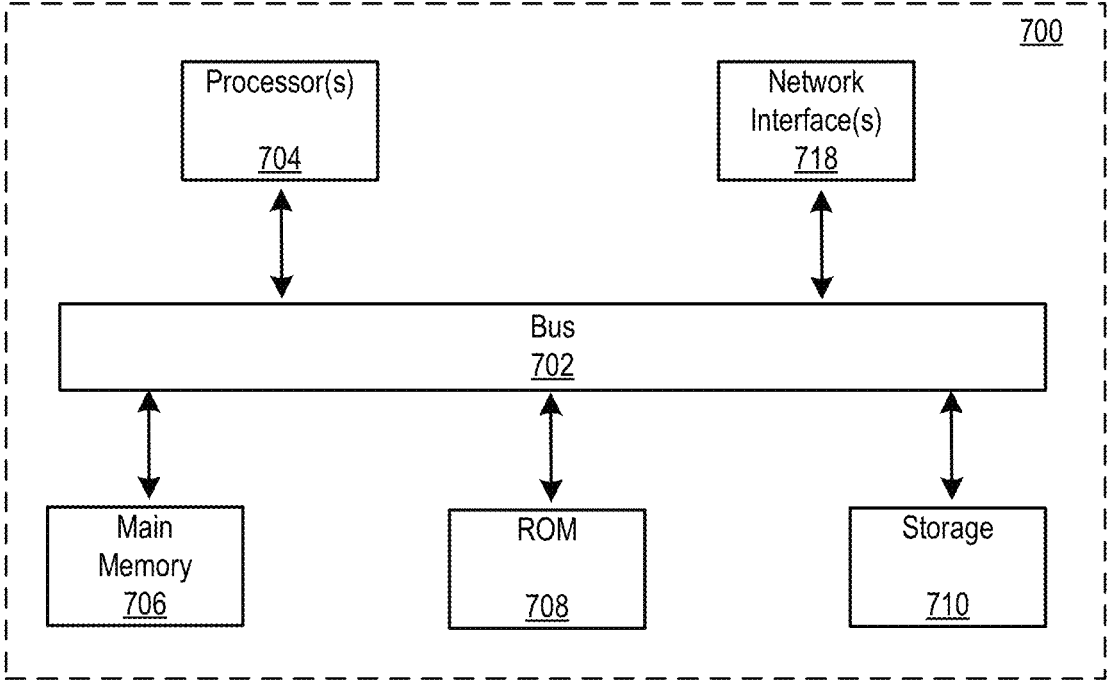 700
Processor(s)
704
Network
Interface(s)
718
Bus
702
Main
Memory
706
ROM
708
Storage
710